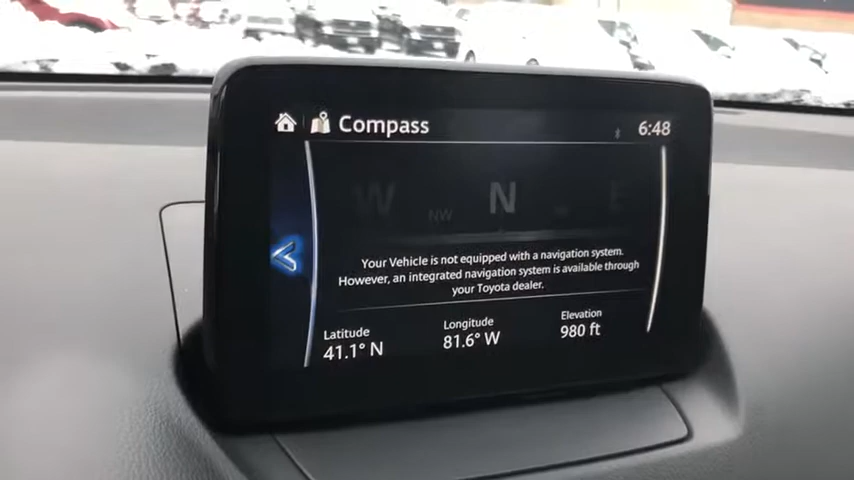 Compass
6:48
W NW N E
Your Vehicle is not equipped with a navigation system.
However, an integrated navigation system is available through
your Toyota dealer.
Latitude Longitude Elevation
41.1° N 81.6° W 980 ft